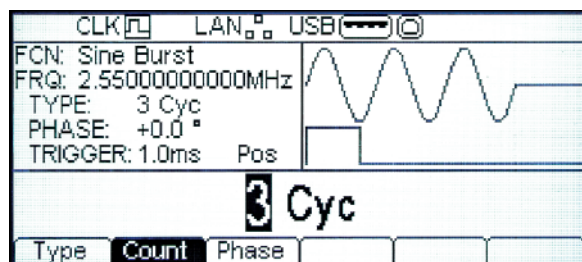 CLK LAN USB
FCN: Sine Burst
FRQ: 2.55000000000MHz
TYPE: 3 Cyc
PHASE: +0.0 °
TRIGGER: 1.0ms Pos
3 Cyc
Type Count Phase